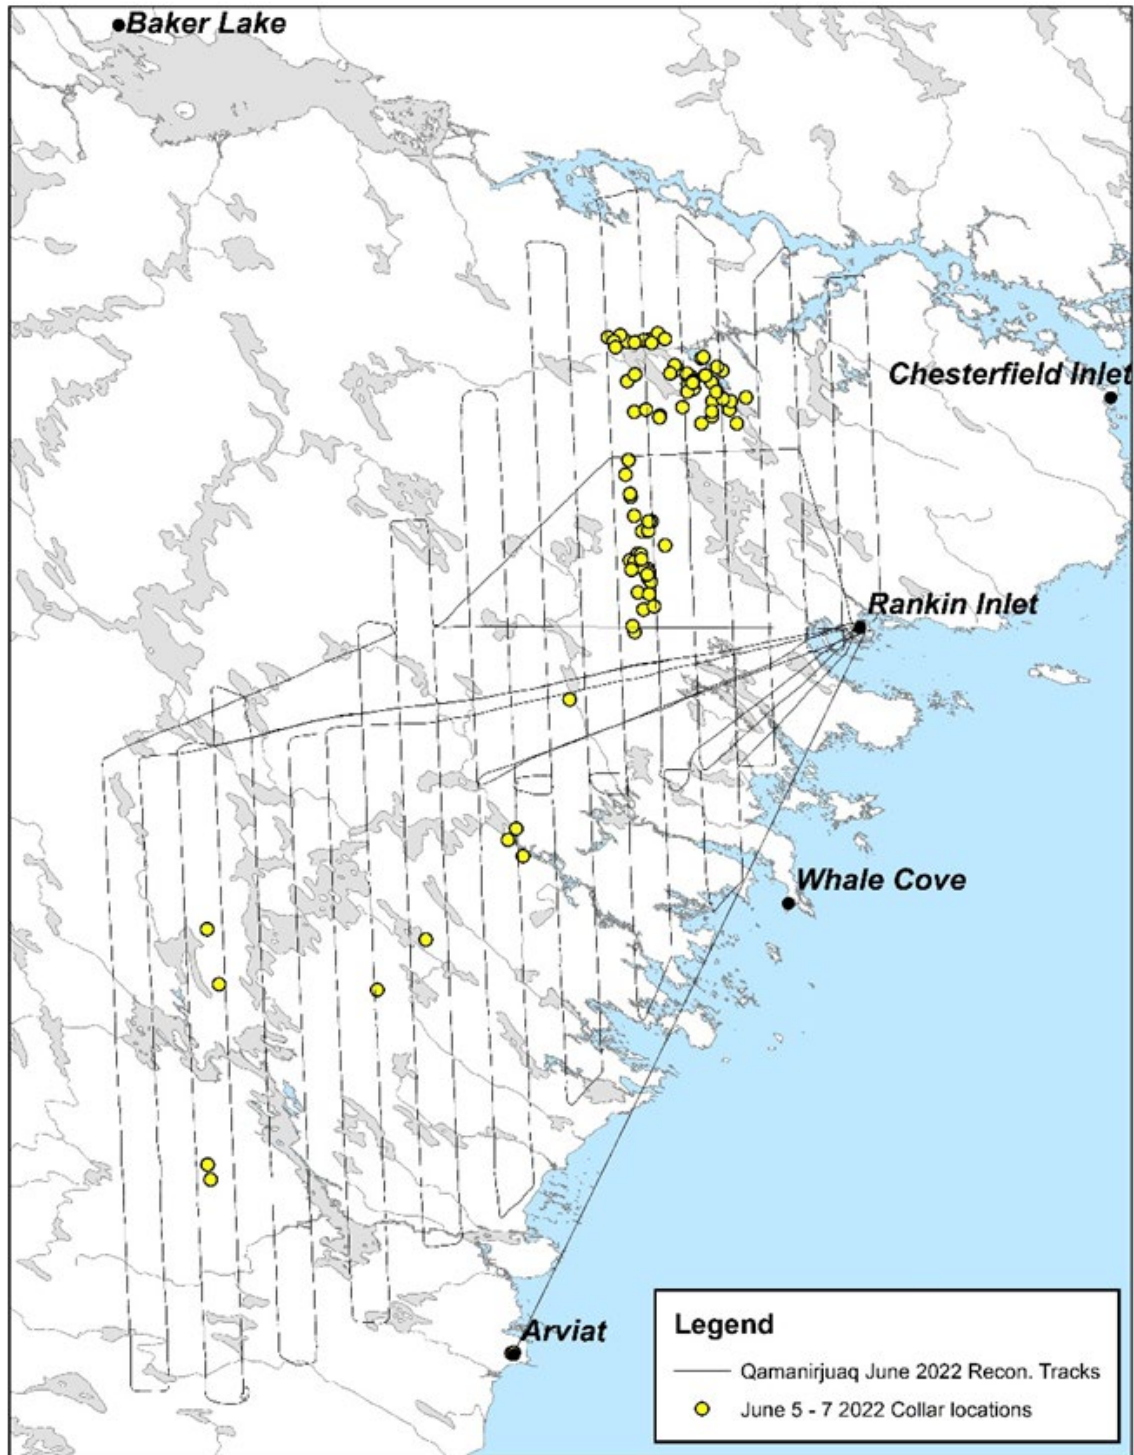 Baker Lake
Chesterfield Inlet
Rankin Inlet
Whale Cove
Arviat
Legend
Qamanirjuaq June 2022 Recon. Tracks
June 5 - 7 2022 Collar locations